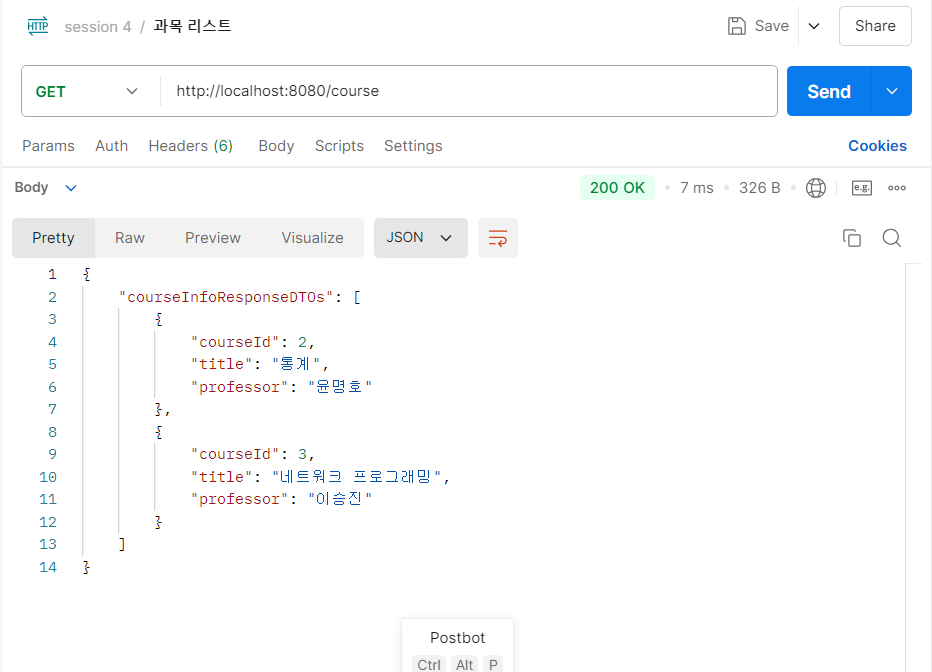 HTTP session 4 / 과목 리스트 Save Share
GET http://localhost:8080/course Send
Params Auth Headers (6) Body Scripts Settings Cookies
Body 200 OK 7 ms 326 B e.g.
Pretty Raw Preview Visualize JSON
1 {
2 "courseInfoResponseDTOs": [
3 {
4 "courseId": 2,
5 "title": "통계",
6 "professor": "윤명호"
7 },
8 {
9 "courseId": 3,
10 "title": "네트워크 프로그래밍",
11 "professor": "이승진"
12 }
13 ]
14 }
Postbot
Ctrl Alt P